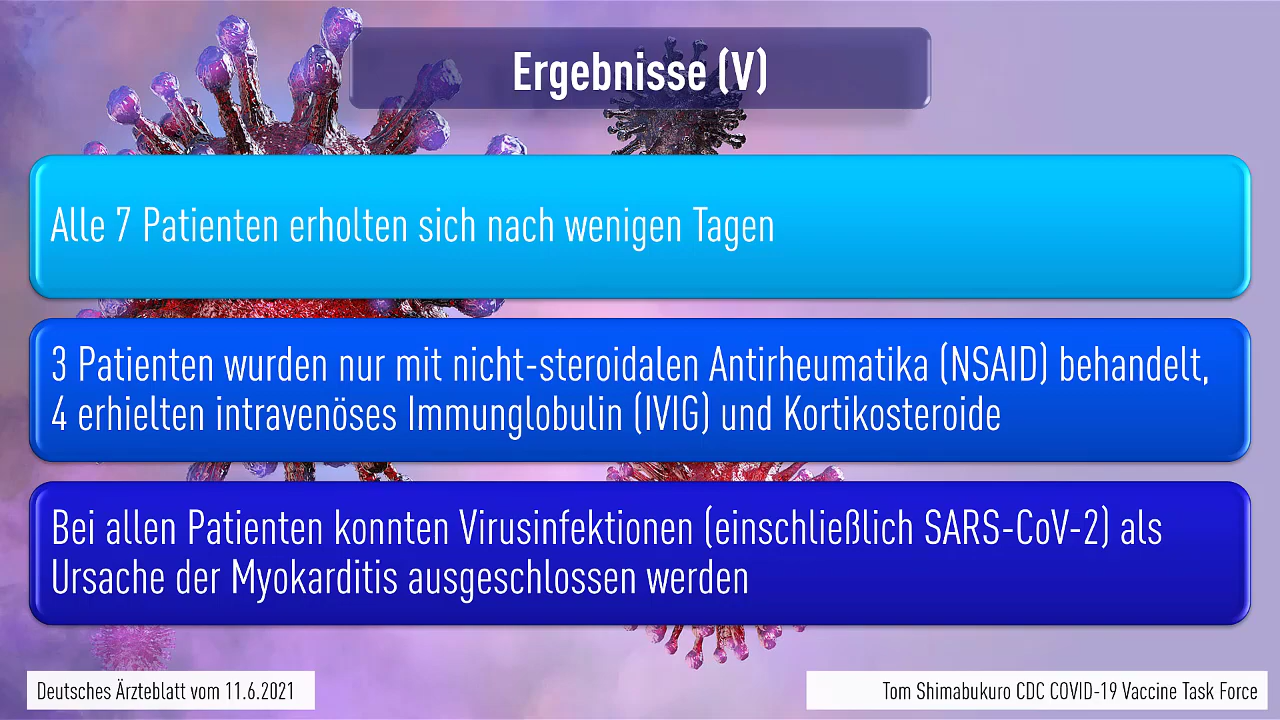 Ergebnisse (V)
Alle 7 Patienten erholten sich nach wenigen Tagen
3 Patienten wurden nur mit nicht-steroidalen Antirheumatika (NSAID) behandelt,
4 erhielten intravenöses Immunglobulin (IVIG) und Kortikosteroide
Bei allen Patienten konnten Virusinfektionen (einschließlich SARS-CoV-2) als
Ursache der Myokarditis ausgeschlossen werden
Deutsches Ärzteblatt vom 11.6.2021
Tom Shimabukuro CDC COVID-19 Vaccine Task Force